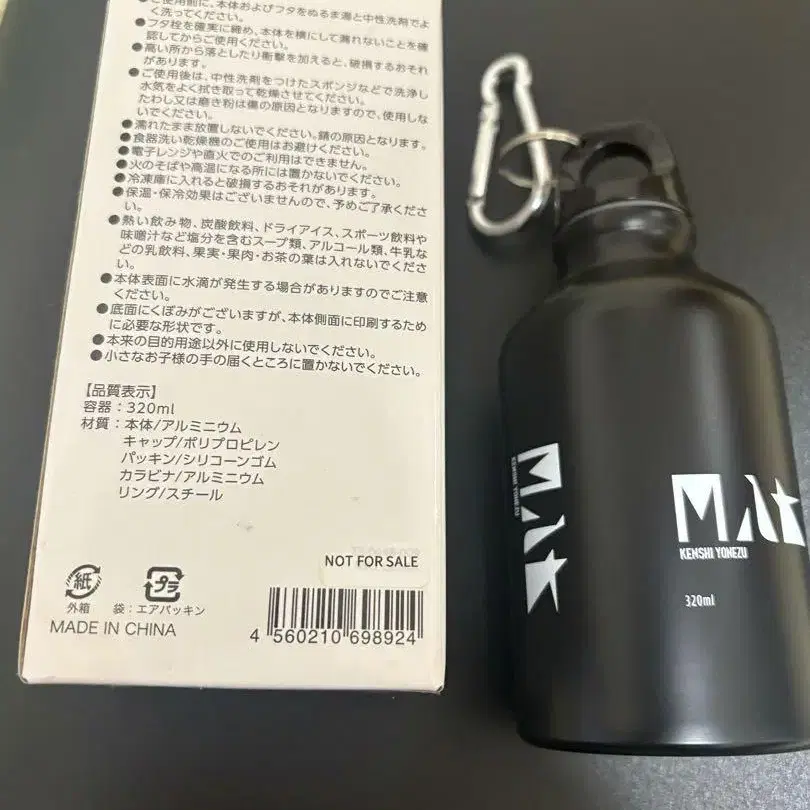 ご使用前に、本体およびフタをぬるま湯と中性洗剤でよ
く洗ってください。
●フタ栓を確実に締め、本体を横にして漏れないことを確
認してからご使用ください。
●高い所から落としたり衝撃を加えると、破損するおそれ
があります。
●ご使用後は、中性洗剤をつけたスポンジなどで洗浄し
水気をよく拭き取って乾燥させてください。
たわし又は磨き粉は傷の原因となりますので、使用しな
いでください。
●濡れたまま放置しないでください。錆の原因となります。
●食器洗い乾燥機のご使用はお避けください。
●電子レンジや直火でのご利用はできません。
●火のそばや高温になる所には置かないでください。
●冷凍庫に入れると破損するおそれがあります。
●保温・保冷効果はございませんので、予めご了承くださ
い。
●熱い飲み物、炭酸飲料、ドライアイス、スポーツ飲料や
味噌汁など塩分を含むスープ類、アルコール類、牛乳な
どの乳飲料、果実・果肉・お茶の葉は入れないでくださ
い。
●本体表面に水滴が発生する場合がありますのでご注意
ください。
●底面にくぼみがございますが、本体側面に印刷するため
に必要な形状です。
●本来の目的用途以外に使用しないでください。
●小さなお子様の手の届くところに置かないでください。
【品質表示】
容器：320ml
材質：本体/アルミニウム
キャップ/ポリプロピレン
パッキン/シリコーンゴム
カラビナ/アルミニウム
リング/スチール
NOT FOR SALE
紙
プラ
外箱 袋：エアパッキン
MADE IN CHINA
4 560210 698924
KENSHI YONEZU
KENSHI YONEZU
320ml